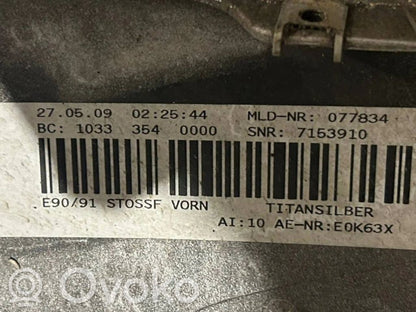 27.05.09 02:25:44 MLD-NR: 077834
BC: 1033 354 0000 SNR: 7153910
E90/91 STOSSF VORN TITANSILBER
AI:10 AE-NR:E0K63X
© Ovoko